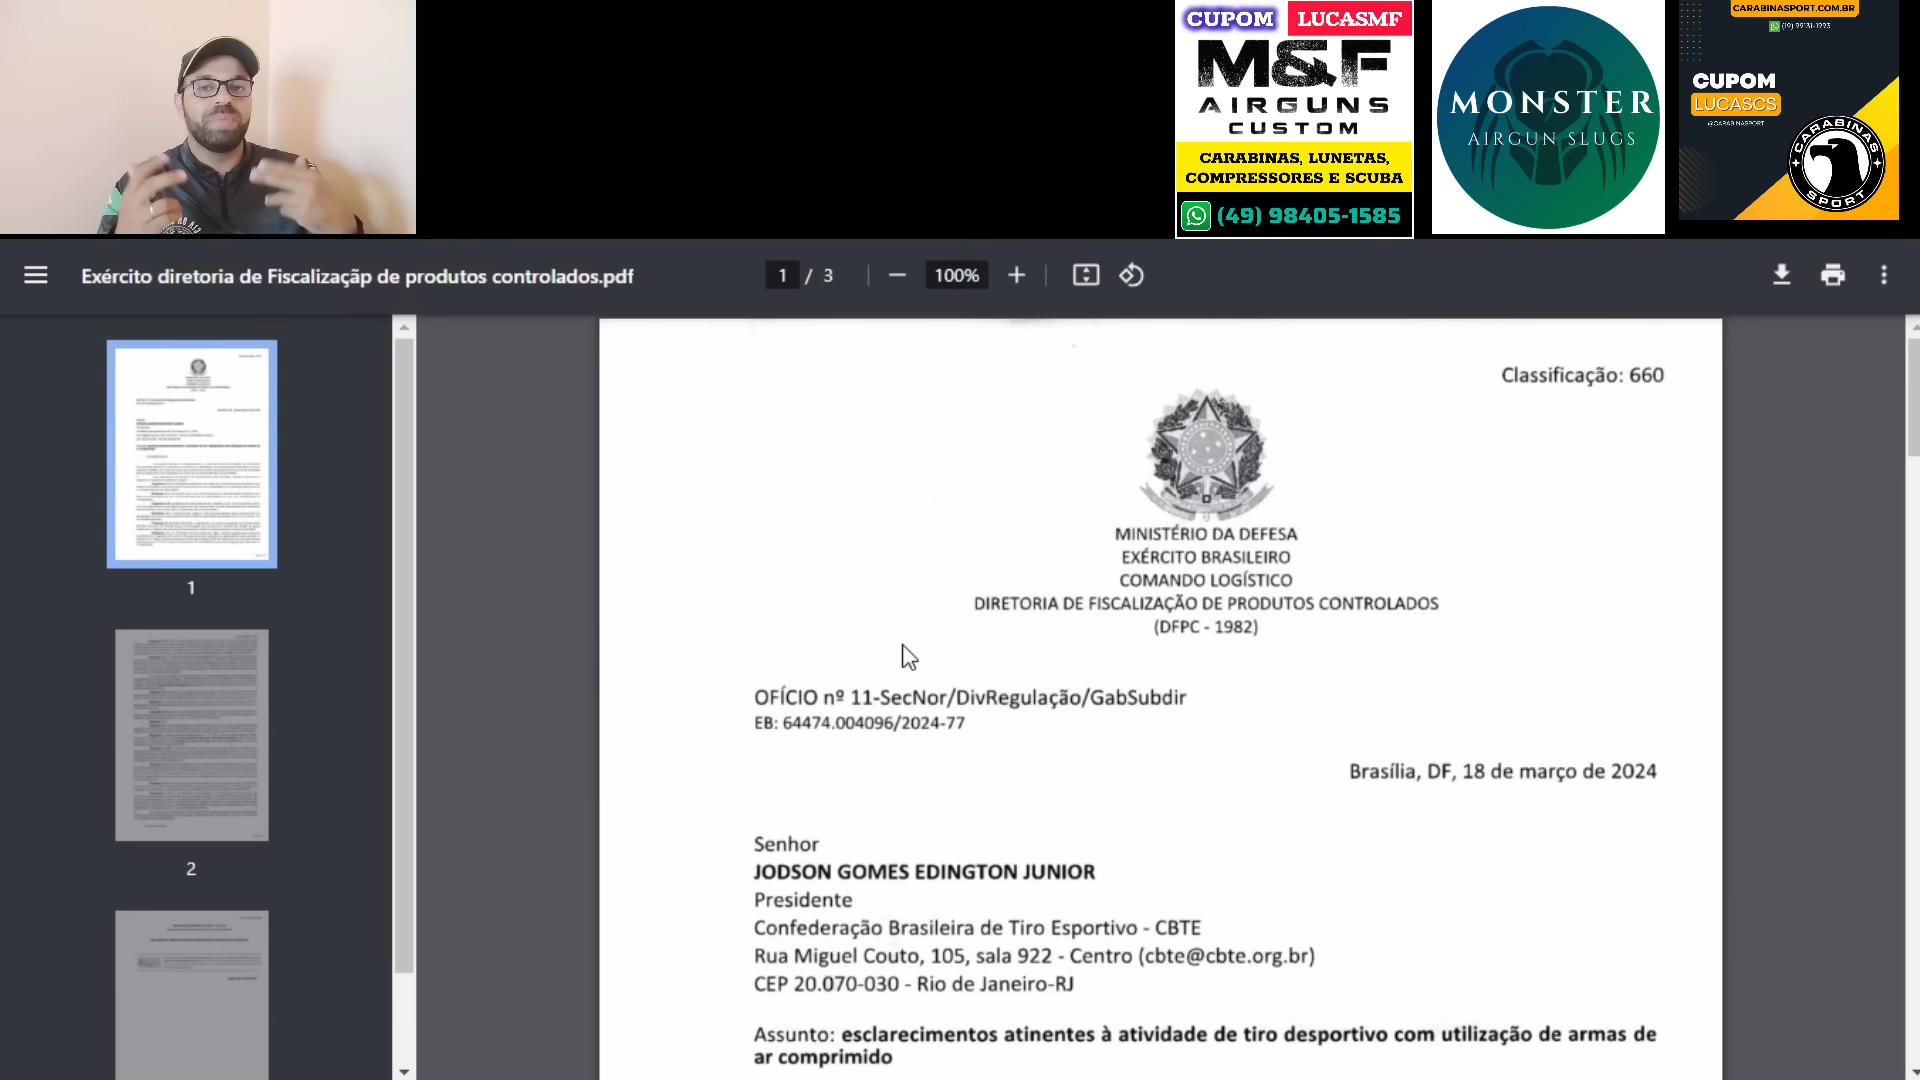 CUPOM LUCASMF
M&F
AIRGUNS
CUSTOM
CARABINAS, LUNETAS,
COMPRESSORES E SCUBA
(49) 98405-1585
MONSTER
AIRGUN SLUGS
CARABINASPORT.COM.BR
(19) 99131-1993
CUPOM
LUCASCS
@CARABINASPORT
CARABINAS
SPORT
Exército diretoria de Fiscalizaçãp de produtos controlados.pdf
1 / 3
100%
1
2
Classificação: 660
MINISTÉRIO DA DEFESA
EXÉRCITO BRASILEIRO
COMANDO LOGÍSTICO
DIRETORIA DE FISCALIZAÇÃO DE PRODUTOS CONTROLADOS
(DFPC - 1982)
OFÍCIO nº 11-SecNor/DivRegulação/GabSubdir
EB: 64474.004096/2024-77
Brasília, DF, 18 de março de 2024
Senhor
JODSON GOMES EDINGTON JUNIOR
Presidente
Confederação Brasileira de Tiro Esportivo - CBTE
Rua Miguel Couto, 105, sala 922 - Centro (cbte@cbte.org.br)
CEP 20.070-030 - Rio de Janeiro-RJ
Assunto: esclarecimentos atinentes à atividade de tiro desportivo com utilização de armas de
ar comprimido